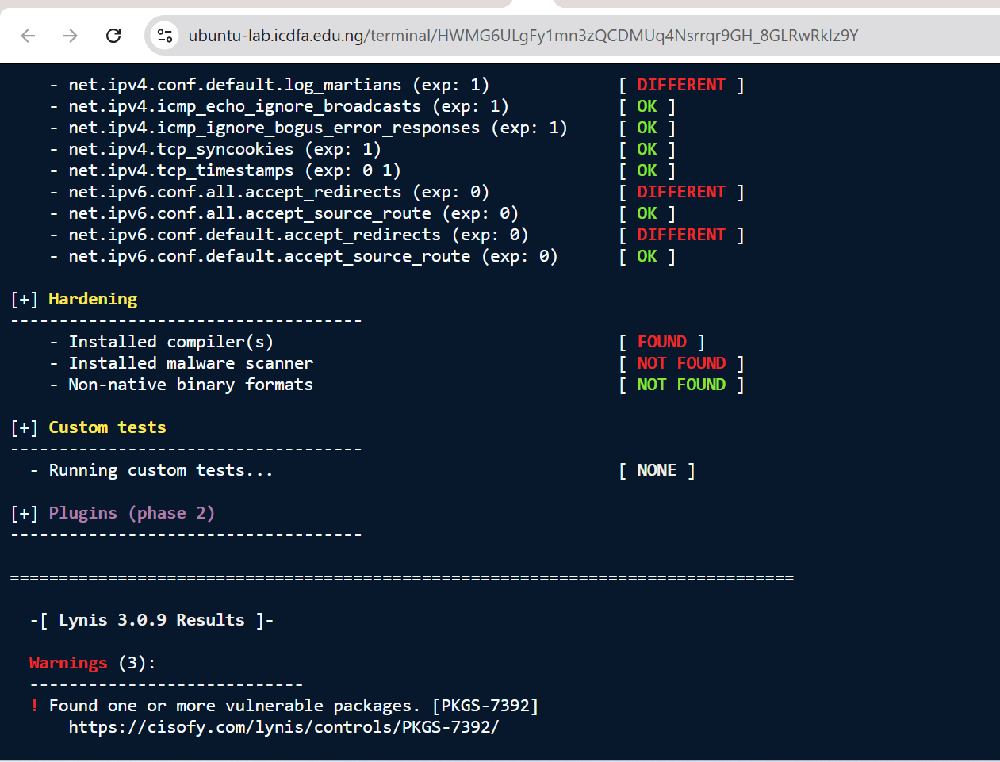 ubuntu-lab.icdfa.edu.ng/terminal/HWMG6ULgFy1mn3zQCDMUq4Nsrrqr9GH_8GLRwRkIz9Y
- net.ipv4.conf.default.log_martians (exp: 1) [ DIFFERENT ]
- net.ipv4.icmp_echo_ignore_broadcasts (exp: 1) [ OK ]
- net.ipv4.icmp_ignore_bogus_error_responses (exp: 1) [ OK ]
- net.ipv4.tcp_syncookies (exp: 1) [ OK ]
- net.ipv4.tcp_timestamps (exp: 0 1) [ OK ]
- net.ipv6.conf.all.accept_redirects (exp: 0) [ DIFFERENT ]
- net.ipv6.conf.all.accept_source_route (exp: 0) [ OK ]
- net.ipv6.conf.default.accept_redirects (exp: 0) [ DIFFERENT ]
- net.ipv6.conf.default.accept_source_route (exp: 0) [ OK ]
[+] Hardening
------------------------------------
- Installed compiler(s) [ FOUND ]
- Installed malware scanner [ NOT FOUND ]
- Non-native binary formats [ NOT FOUND ]
[+] Custom tests
------------------------------------
- Running custom tests... [ NONE ]
[+] Plugins (phase 2)
------------------------------------
================================================================================
-[ Lynis 3.0.9 Results ]-
Warnings (3):
----------------------------
! Found one or more vulnerable packages. [PKGS-7392]
https://cisofy.com/lynis/controls/PKGS-7392/